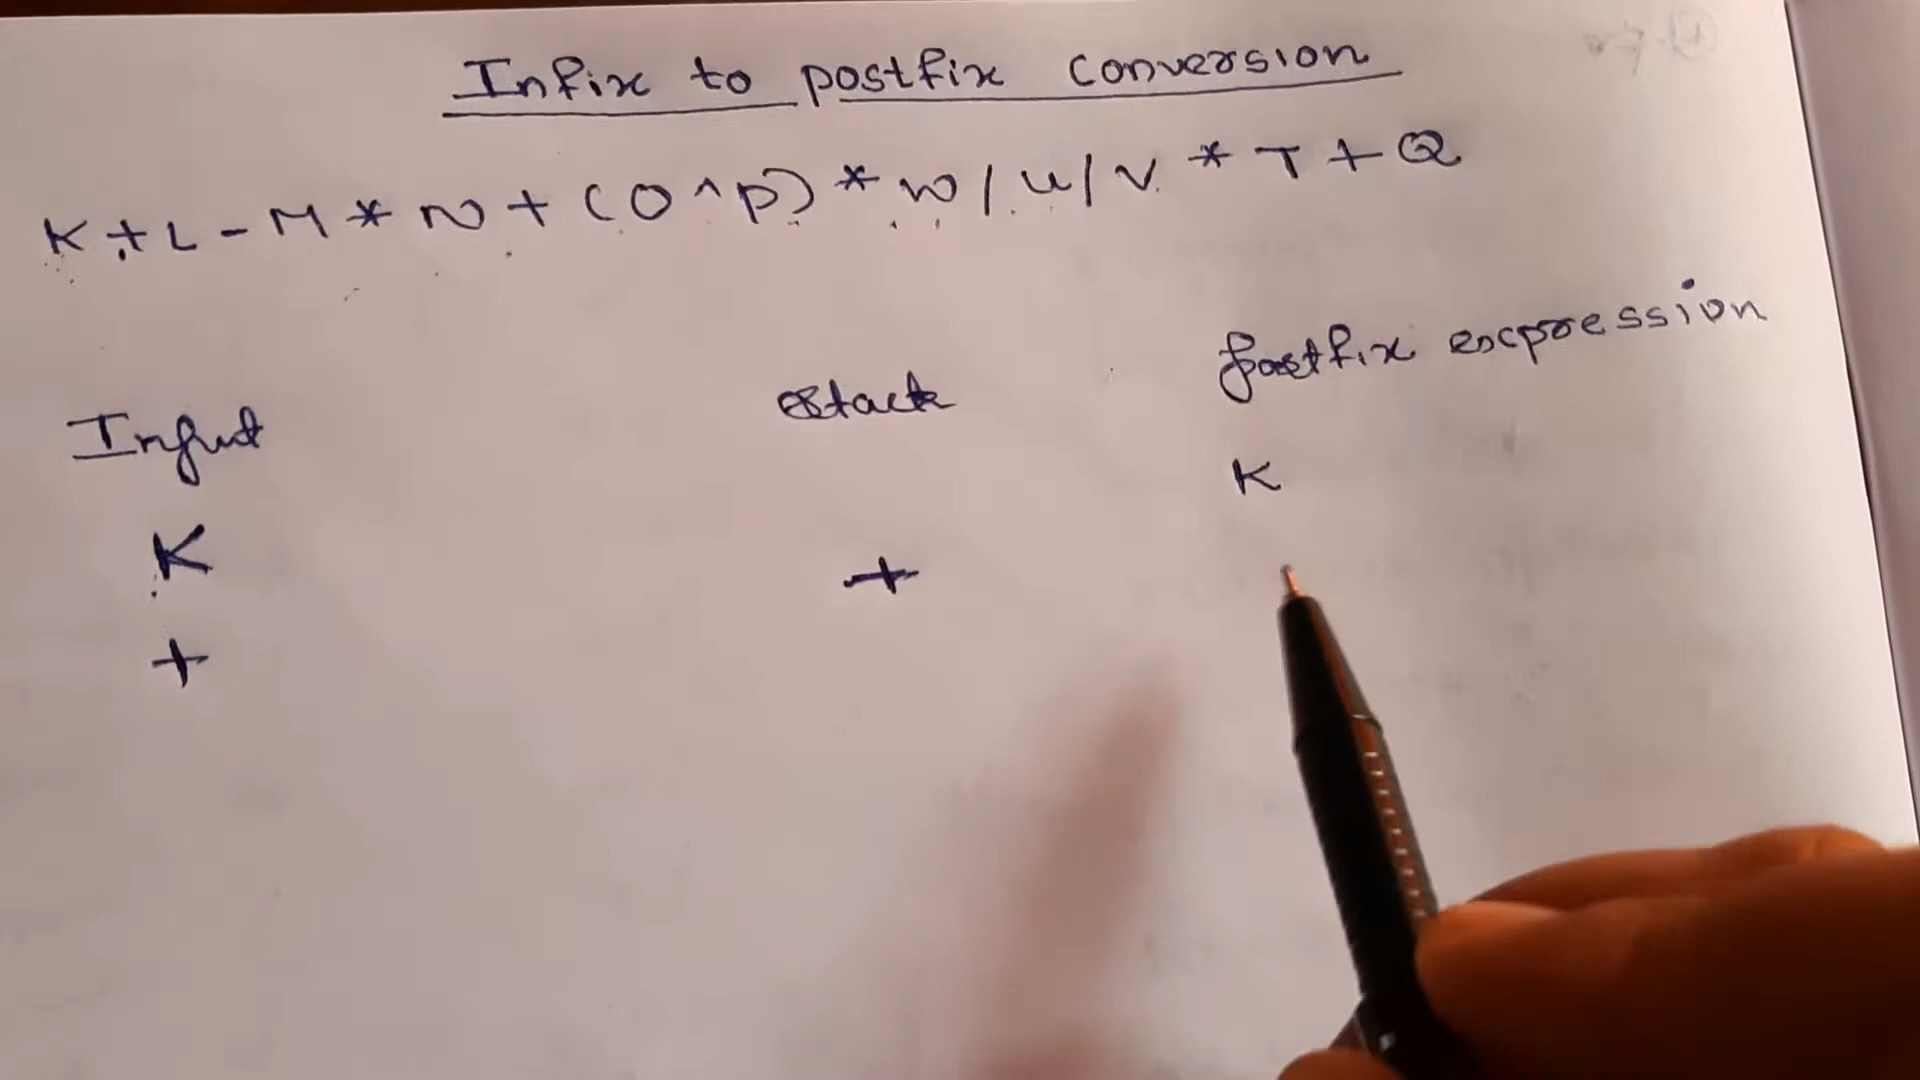 Infix to postfix conversion
K + L - M * N + (O ^ P) * W / U / V * T + Q
Input Stack Postfix expression
K K
+ +